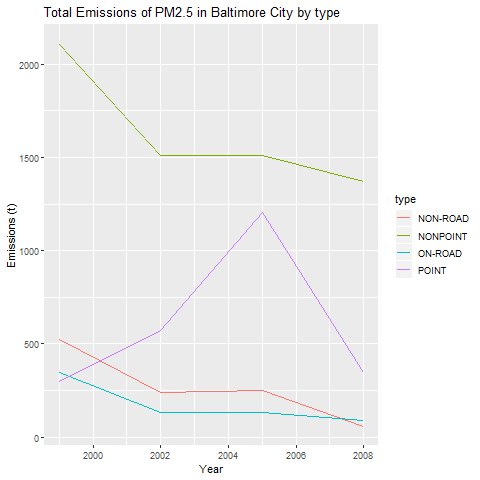 Total Emissions of PM2.5 in Baltimore City by type
2000
1500
1000
500
0
Emissions (t)
2000 2002 2004 2006 2008
Year
type
NON-ROAD
NONPOINT
ON-ROAD
POINT